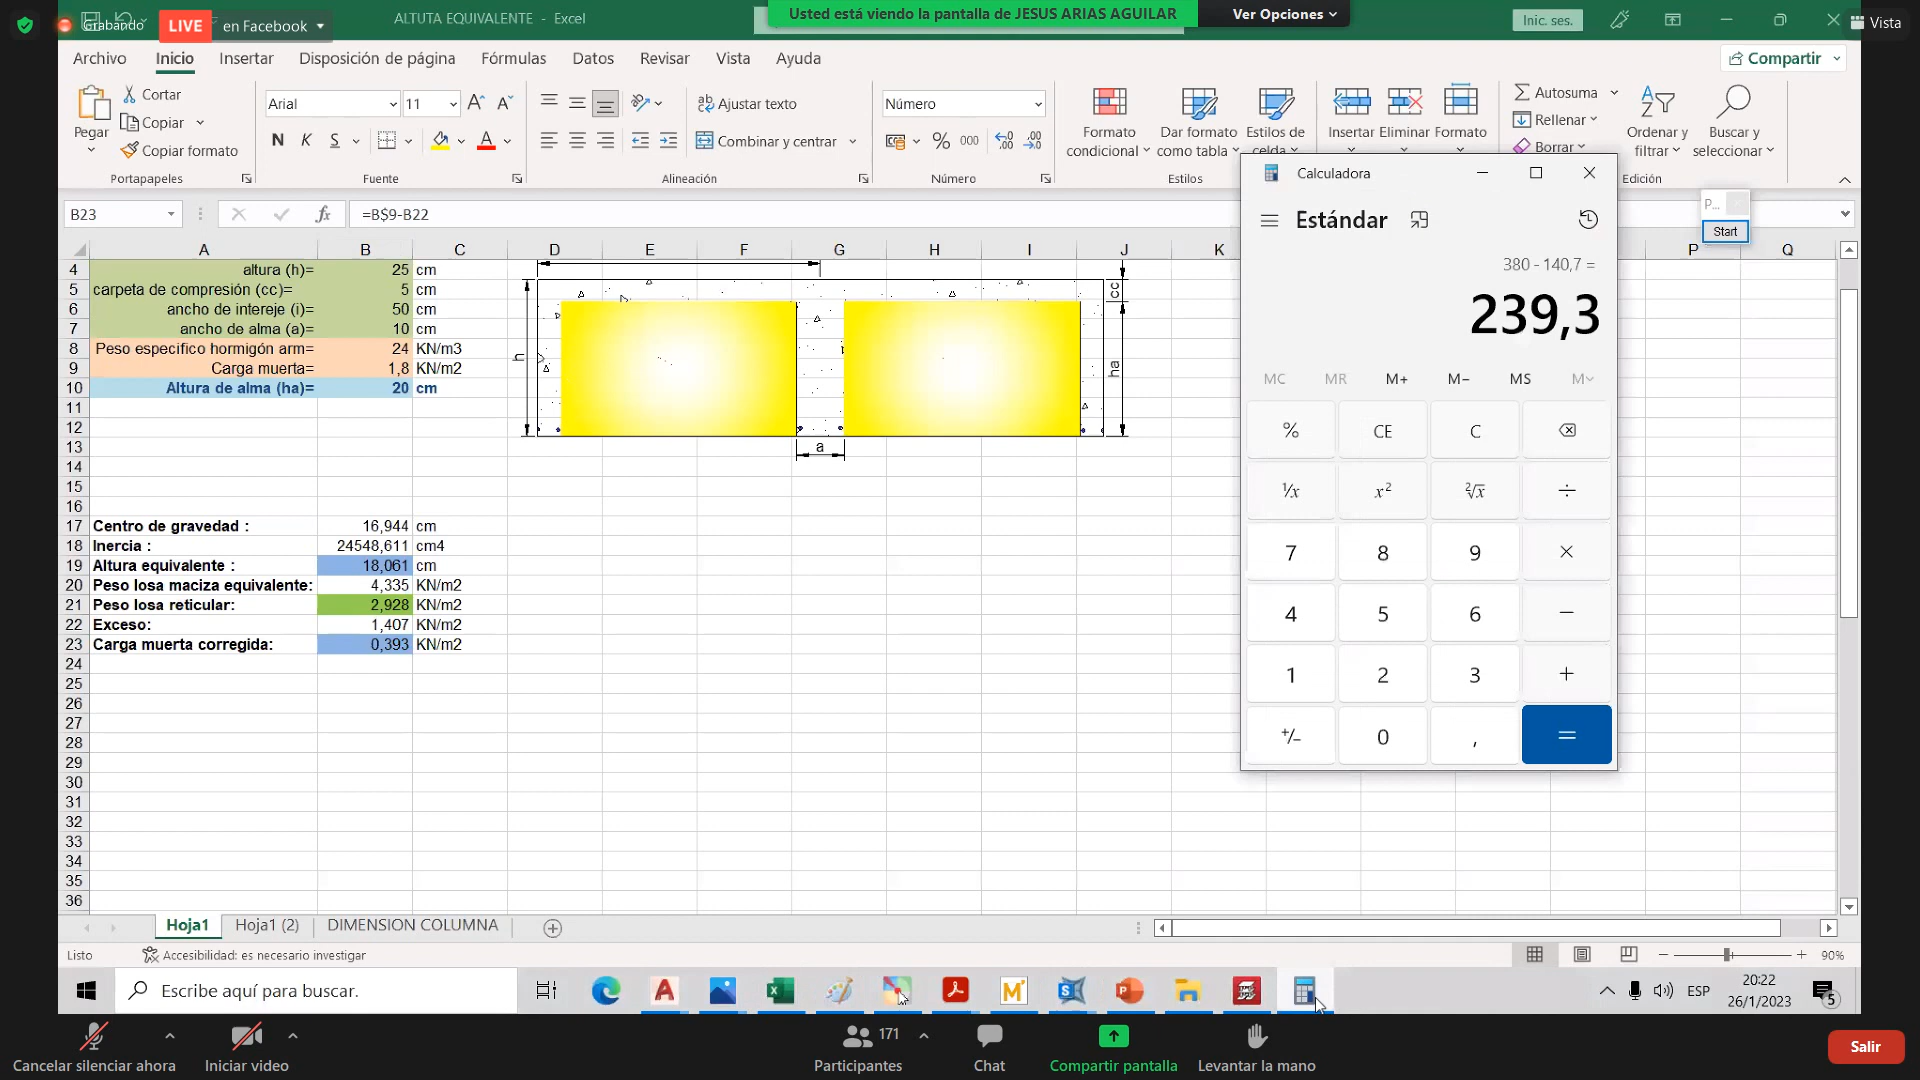 Grabando
LIVE en Facebook
ALTUTA EQUIVALENTE - Excel
Usted está viendo la pantalla de JESUS ARIAS AGUILAR
Ver Opciones
Inic. ses.
Vista
Archivo Inicio Insertar Disposición de página Fórmulas Datos Revisar Vista Ayuda
Compartir
Pegar
Cortar
Copiar
Copiar formato
Portapapeles
Arial 11
N K S
Fuente
Ajustar texto
Combinar y centrar
Alineación
Número
% 000
Número
Formato condicional
Dar formato como tabla
Estilos de celda
Estilos
Insertar Eliminar Formato
Autosuma
Rellenar
Borrar
Ordenar y filtrar
Buscar y seleccionar
Edición
B23
fx
=B$9-B22
P...
Start
A B C D E F G H I J K P Q
4 altura (h)= 25 cm
5 carpeta de compresión (cc)= 5 cm
6 ancho de intereje (i)= 50 cm
7 ancho de alma (a)= 10 cm
8 Peso especifico hormigón arm= 24 KN/m3
9 Carga muerta= 1,8 KN/m2
10 Altura de alma (ha)= 20 cm
11
12
13
14
15
16
17 Centro de gravedad : 16,944 cm
18 Inercia : 24548,611 cm4
19 Altura equivalente : 18,061 cm
20 Peso losa maciza equivalente: 4,335 KN/m2
21 Peso losa reticular: 2,928 KN/m2
22 Exceso: 1,407 KN/m2
23 Carga muerta corregida: 0,393 KN/m2
24
25
26
27
28
29
30
31
32
33
34
35
36
h
cc
ha
a
Calculadora
Estándar
380 - 140,7 =
239,3
MC MR M+ M− MS M
% CE C
1/x x² ²√x ÷
7 8 9 ×
4 5 6 −
1 2 3 +
+/− 0 , =
Hoja1 Hoja1 (2) DIMENSION COLUMNA
Listo
Accesibilidad: es necesario investigar
90%
Escribe aquí para buscar.
ESP
20:22
26/1/2023
5
Cancelar silenciar ahora
Iniciar video
171
Participantes
Chat
Compartir pantalla
Levantar la mano
Salir